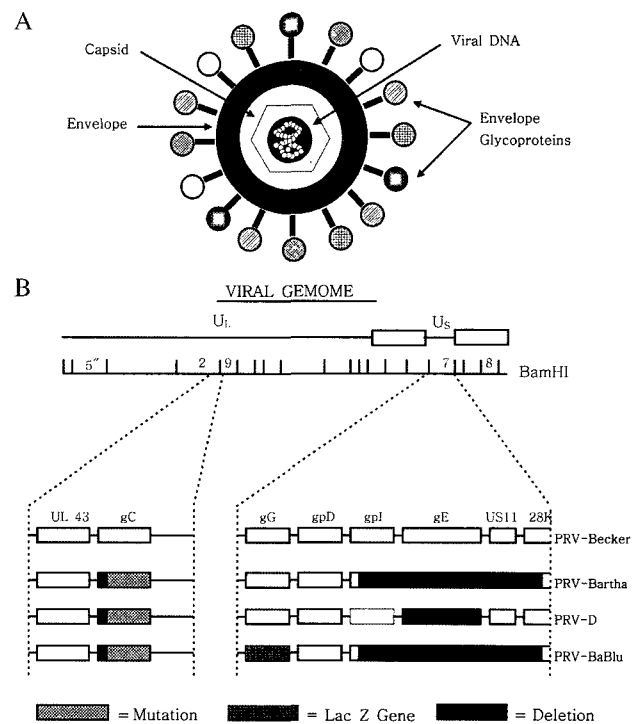 A
Capsid
Viral DNA
Envelope
Envelope
Glycoproteins
B
VIRAL GEMOME
UL
US
5″
2
9
7
8
BamHI
UL 43
gC
gG
gpD
gpI
gE
US11
28K
PRV-Becker
PRV-Bartha
PRV-D
PRV-BaBlu
= Mutation
= Lac Z Gene
= Deletion